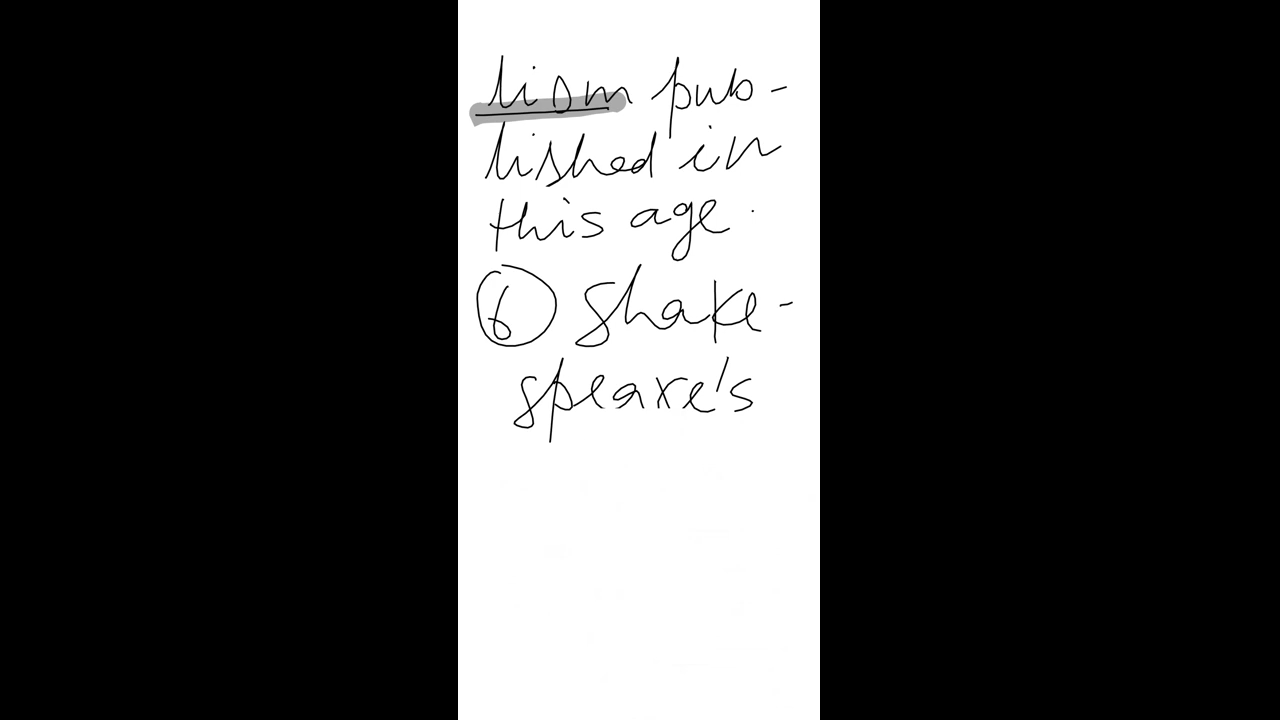 lism pub-
lished in
this age.
⑥ Shake-
speare's